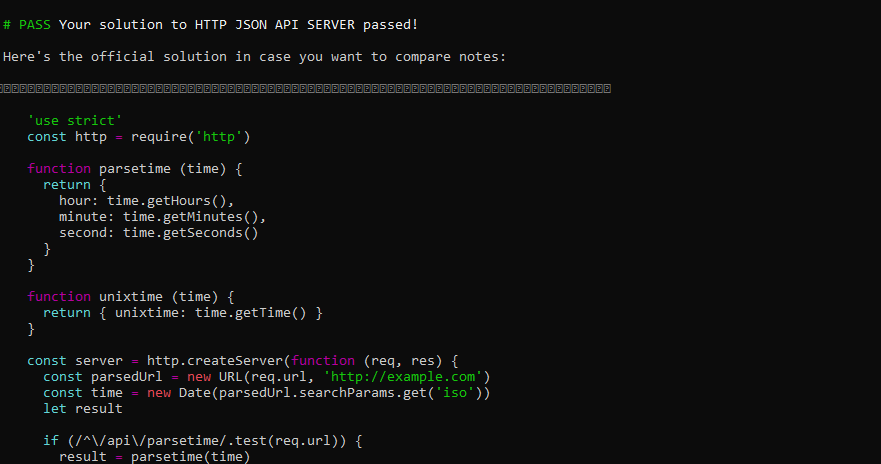 # PASS Your solution to HTTP JSON API SERVER passed!
Here's the official solution in case you want to compare notes:
'use strict'
const http = require('http')
function parsetime (time) {
return {
hour: time.getHours(),
minute: time.getMinutes(),
second: time.getSeconds()
}
}
function unixtime (time) {
return { unixtime: time.getTime() }
}
const server = http.createServer(function (req, res) {
const parsedUrl = new URL(req.url, 'http://example.com')
const time = new Date(parsedUrl.searchParams.get('iso'))
let result
if (/^\/api\/parsetime/.test(req.url)) {
result = parsetime(time)